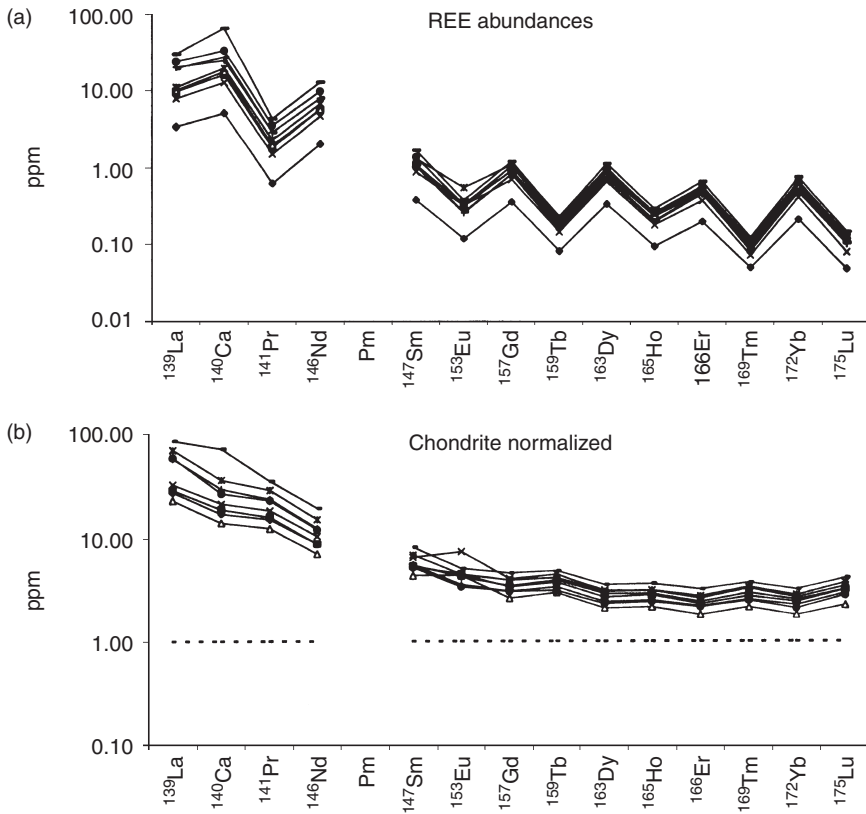 (a)
REE abundances
100.00
10.00
1.00
0.10
0.01
ppm
139La 140Ca 141Pr 146Nd Pm 147Sm 153Eu 157Gd 159Tb 163Dy 165Ho 166Er 169Tm 172Yb 175Lu
(b)
Chondrite normalized
100.00
10.00
1.00
0.10
ppm
139La 140Ca 141Pr 146Nd Pm 147Sm 153Eu 157Gd 159Tb 163Dy 165Ho 166Er 169Tm 172Yb 175Lu